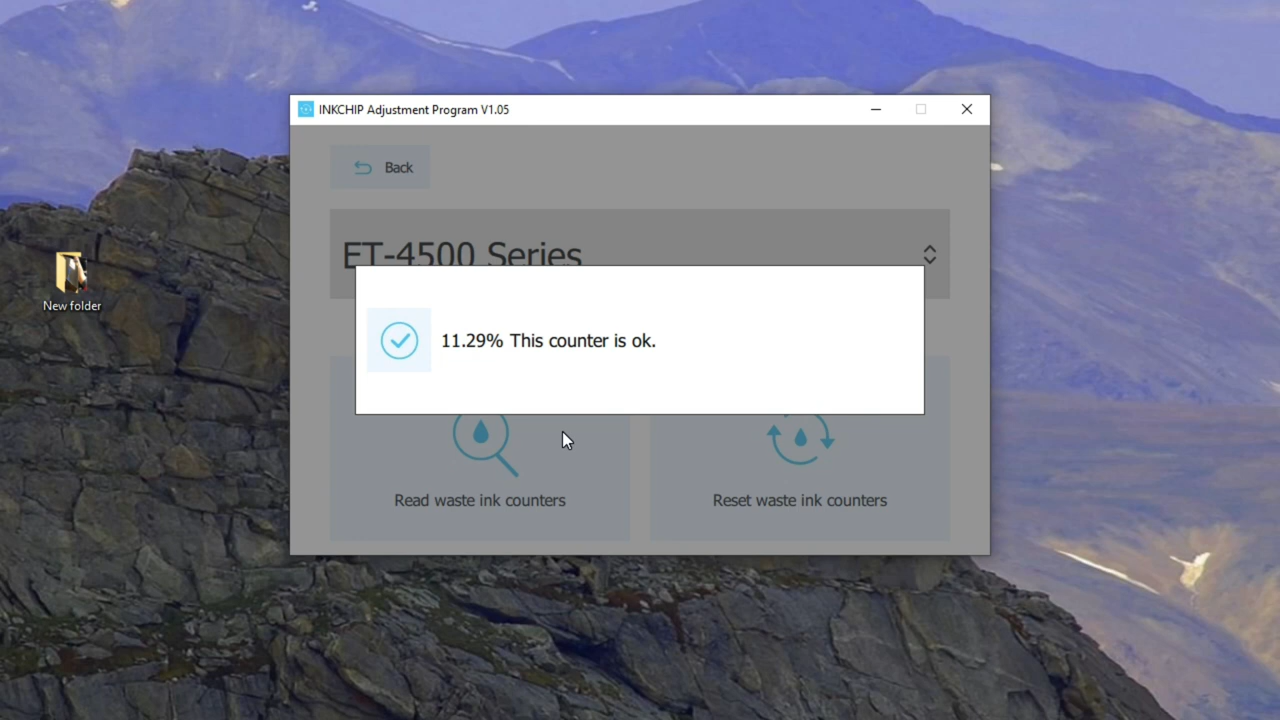 INKCHIP Adjustment Program V1.05
Back
ET-4500 Series
New folder
11.29% This counter is ok.
Read waste ink counters
Reset waste ink counters